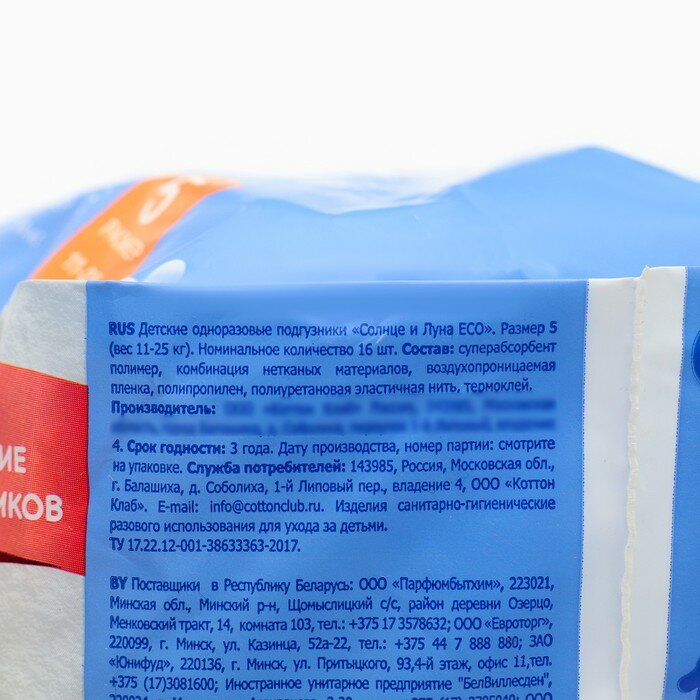 RUS Детские одноразовые подгузники «Солнце и Луна ECO». Размер 5
(вес 11-25 кг). Номинальное количество 16 шт. Состав: суперабсорбент
полимер, комбинация нетканых материалов, воздухопроницаемая
пленка, полипропилен, полиуретановая эластичная нить, термоклей.
Производитель:
4. Срок годности: 3 года. Дату производства, номер партии: смотрите
на упаковке. Служба потребителей: 143985, Россия, Московская обл.,
г. Балашиха, д. Соболиха, 1-й Липовый пер., владение 4, ООО «Коттон
Клаб». E-mail: info@cottonclub.ru. Изделия санитарно-гигиенические
разового использования для ухода за детьми.
ТУ 17.22.12-001-38633363-2017.
BY Поставщики в Республику Беларусь: ООО «Парфюмбытхим», 223021,
Минская обл., Минский р-н, Щомыслицкий с/с, район деревни Озерцо,
Менковский тракт, 14, комната 103, тел.: +375 17 3578632; ООО «Евроторг»,
220099, г. Минск, ул. Казинца, 52а-22, тел.: +375 44 7 888 880; ЗАО
«Юнифуд», 220136, г. Минск, ул. Притыцкого, 93,4-й этаж, офис 11,тел.
+375 (17)3081600; Иностранное унитарное предприятие "БелВиллесден",
ИЕ
ИКОВ